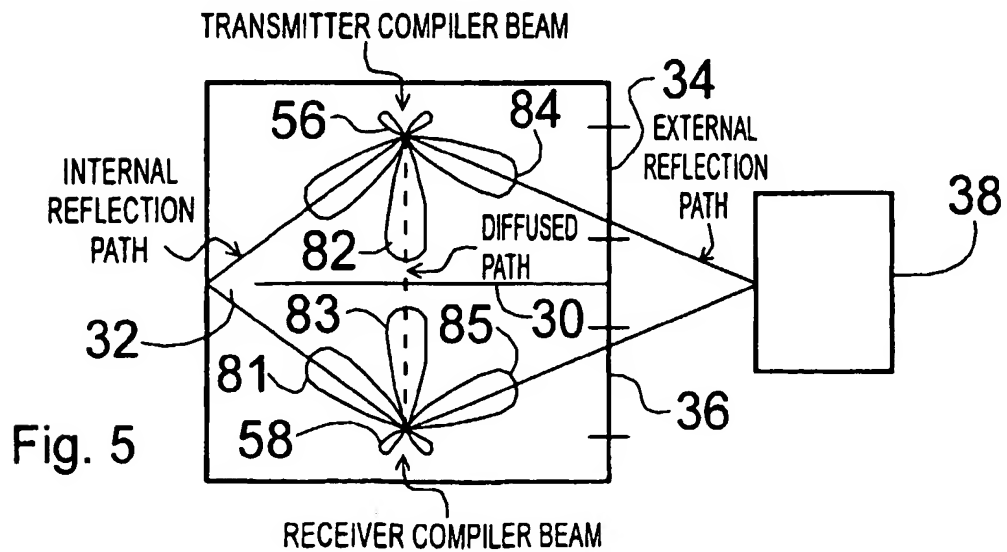 TRANSMITTER COMPILER BEAM
34
56
84
EXTERNAL
REFLECTION
PATH
INTERNAL
REFLECTION
PATH
38
82
DIFFUSED
PATH
32
83
30
85
81
36
58
Fig. 5
RECEIVER COMPILER BEAM